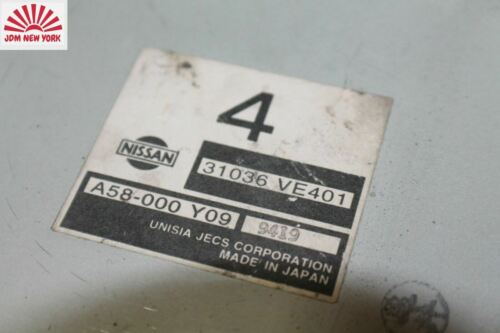 JDM NEW YORK
4
NISSAN
31036 VE401
A58-000 Y09
9419
UNISIA JECS CORPORATION
MADE IN JAPAN